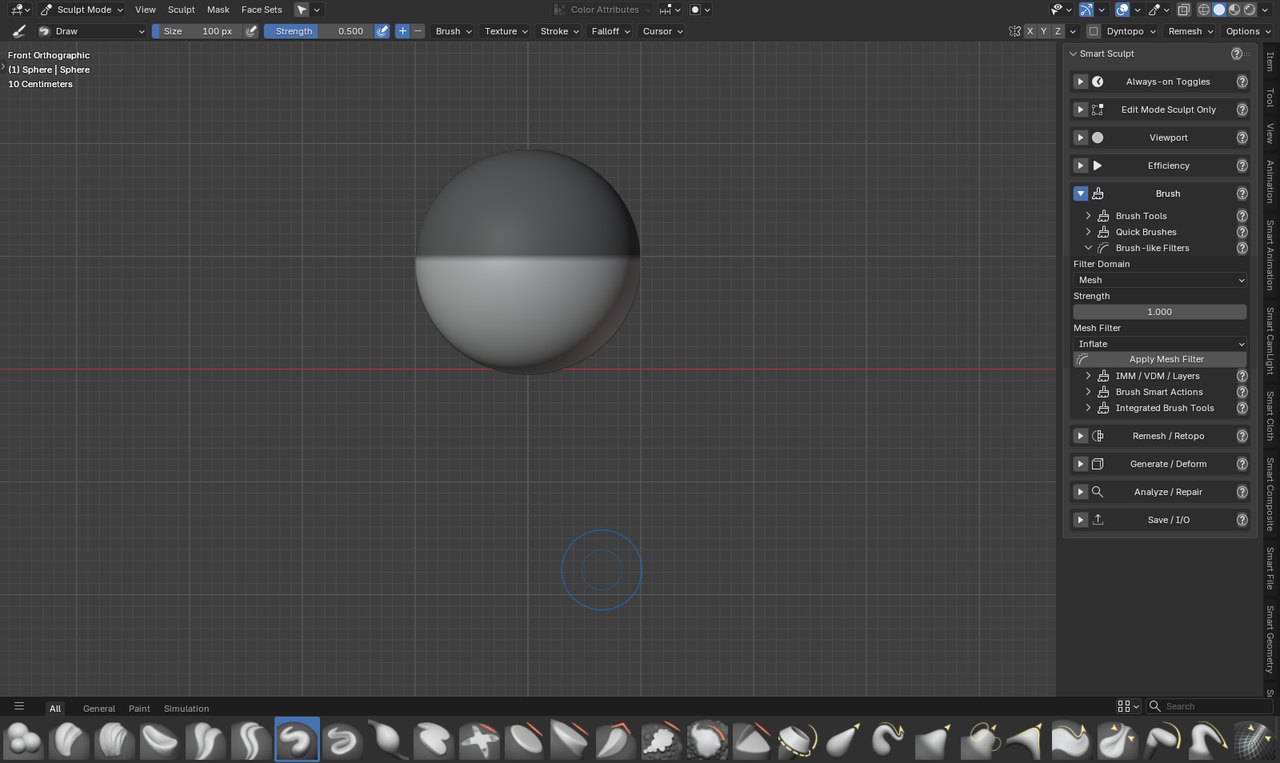 Sculpt Mode View Sculpt Mask Face Sets Color Attributes
Draw Size 100 px Strength 0.500 Brush Texture Stroke Falloff Cursor X Y Z Dyntopo Remesh Options
Front Orthographic
(1) Sphere | Sphere
10 Centimeters
Smart Sculpt
Always-on Toggles
Edit Mode Sculpt Only
Viewport
Efficiency
Brush
Brush Tools
Quick Brushes
Brush-like Filters
Filter Domain
Mesh
Strength
1.000
Mesh Filter
Inflate
Apply Mesh Filter
IMM / VDM / Layers
Brush Smart Actions
Integrated Brush Tools
Remesh / Retopo
Generate / Deform
Analyze / Repair
Save / I/O
Item
Tool
View
Animation
Smart Animation
Smart CamLight
Smart Cloth
Smart Composite
Smart File
Smart Geometry
All General Paint Simulation Search